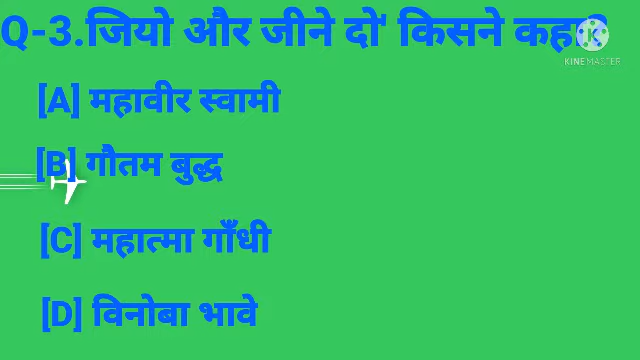 Q-3.जियो और जीने दो' किसने कहा?
KINEMASTER
[A] महावीर स्वामी
[B] गौतम बुद्ध
[C] महात्मा गाँधी
[D] विनोबा भावे